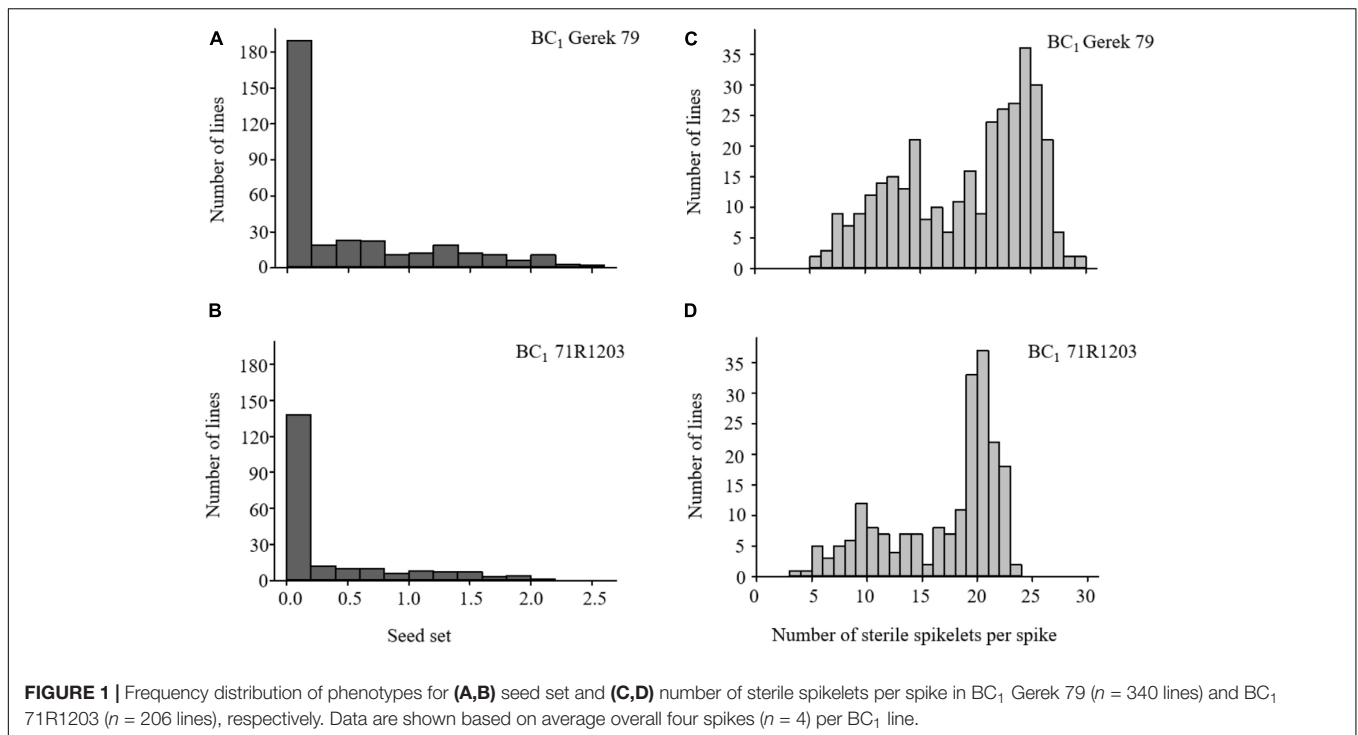 A
BC1 Gerek 79
Number of lines
180
150
120
90
60
30
0
C
BC1 Gerek 79
Number of lines
35
30
25
20
15
10
5
0
B
BC1 71R1203
Number of lines
180
150
120
90
60
30
0
0.0 0.5 1.0 1.5 2.0 2.5
Seed set
D
BC1 71R1203
Number of lines
35
30
25
20
15
10
5
0
0 5 10 15 20 25 30
Number of sterile spikelets per spike
FIGURE 1 | Frequency distribution of phenotypes for (A,B) seed set and (C,D) number of sterile spikelets per spike in BC1 Gerek 79 (n = 340 lines) and BC1
71R1203 (n = 206 lines), respectively. Data are shown based on average overall four spikes (n = 4) per BC1 line.